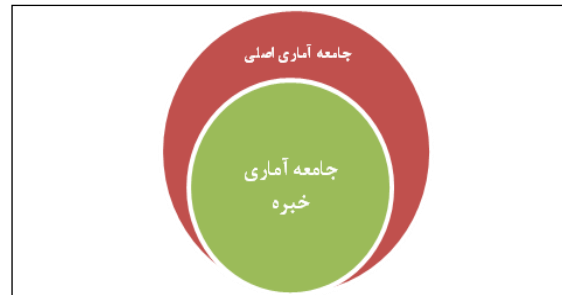 جامعه آماری اصلی
جامعه آماری
خبره